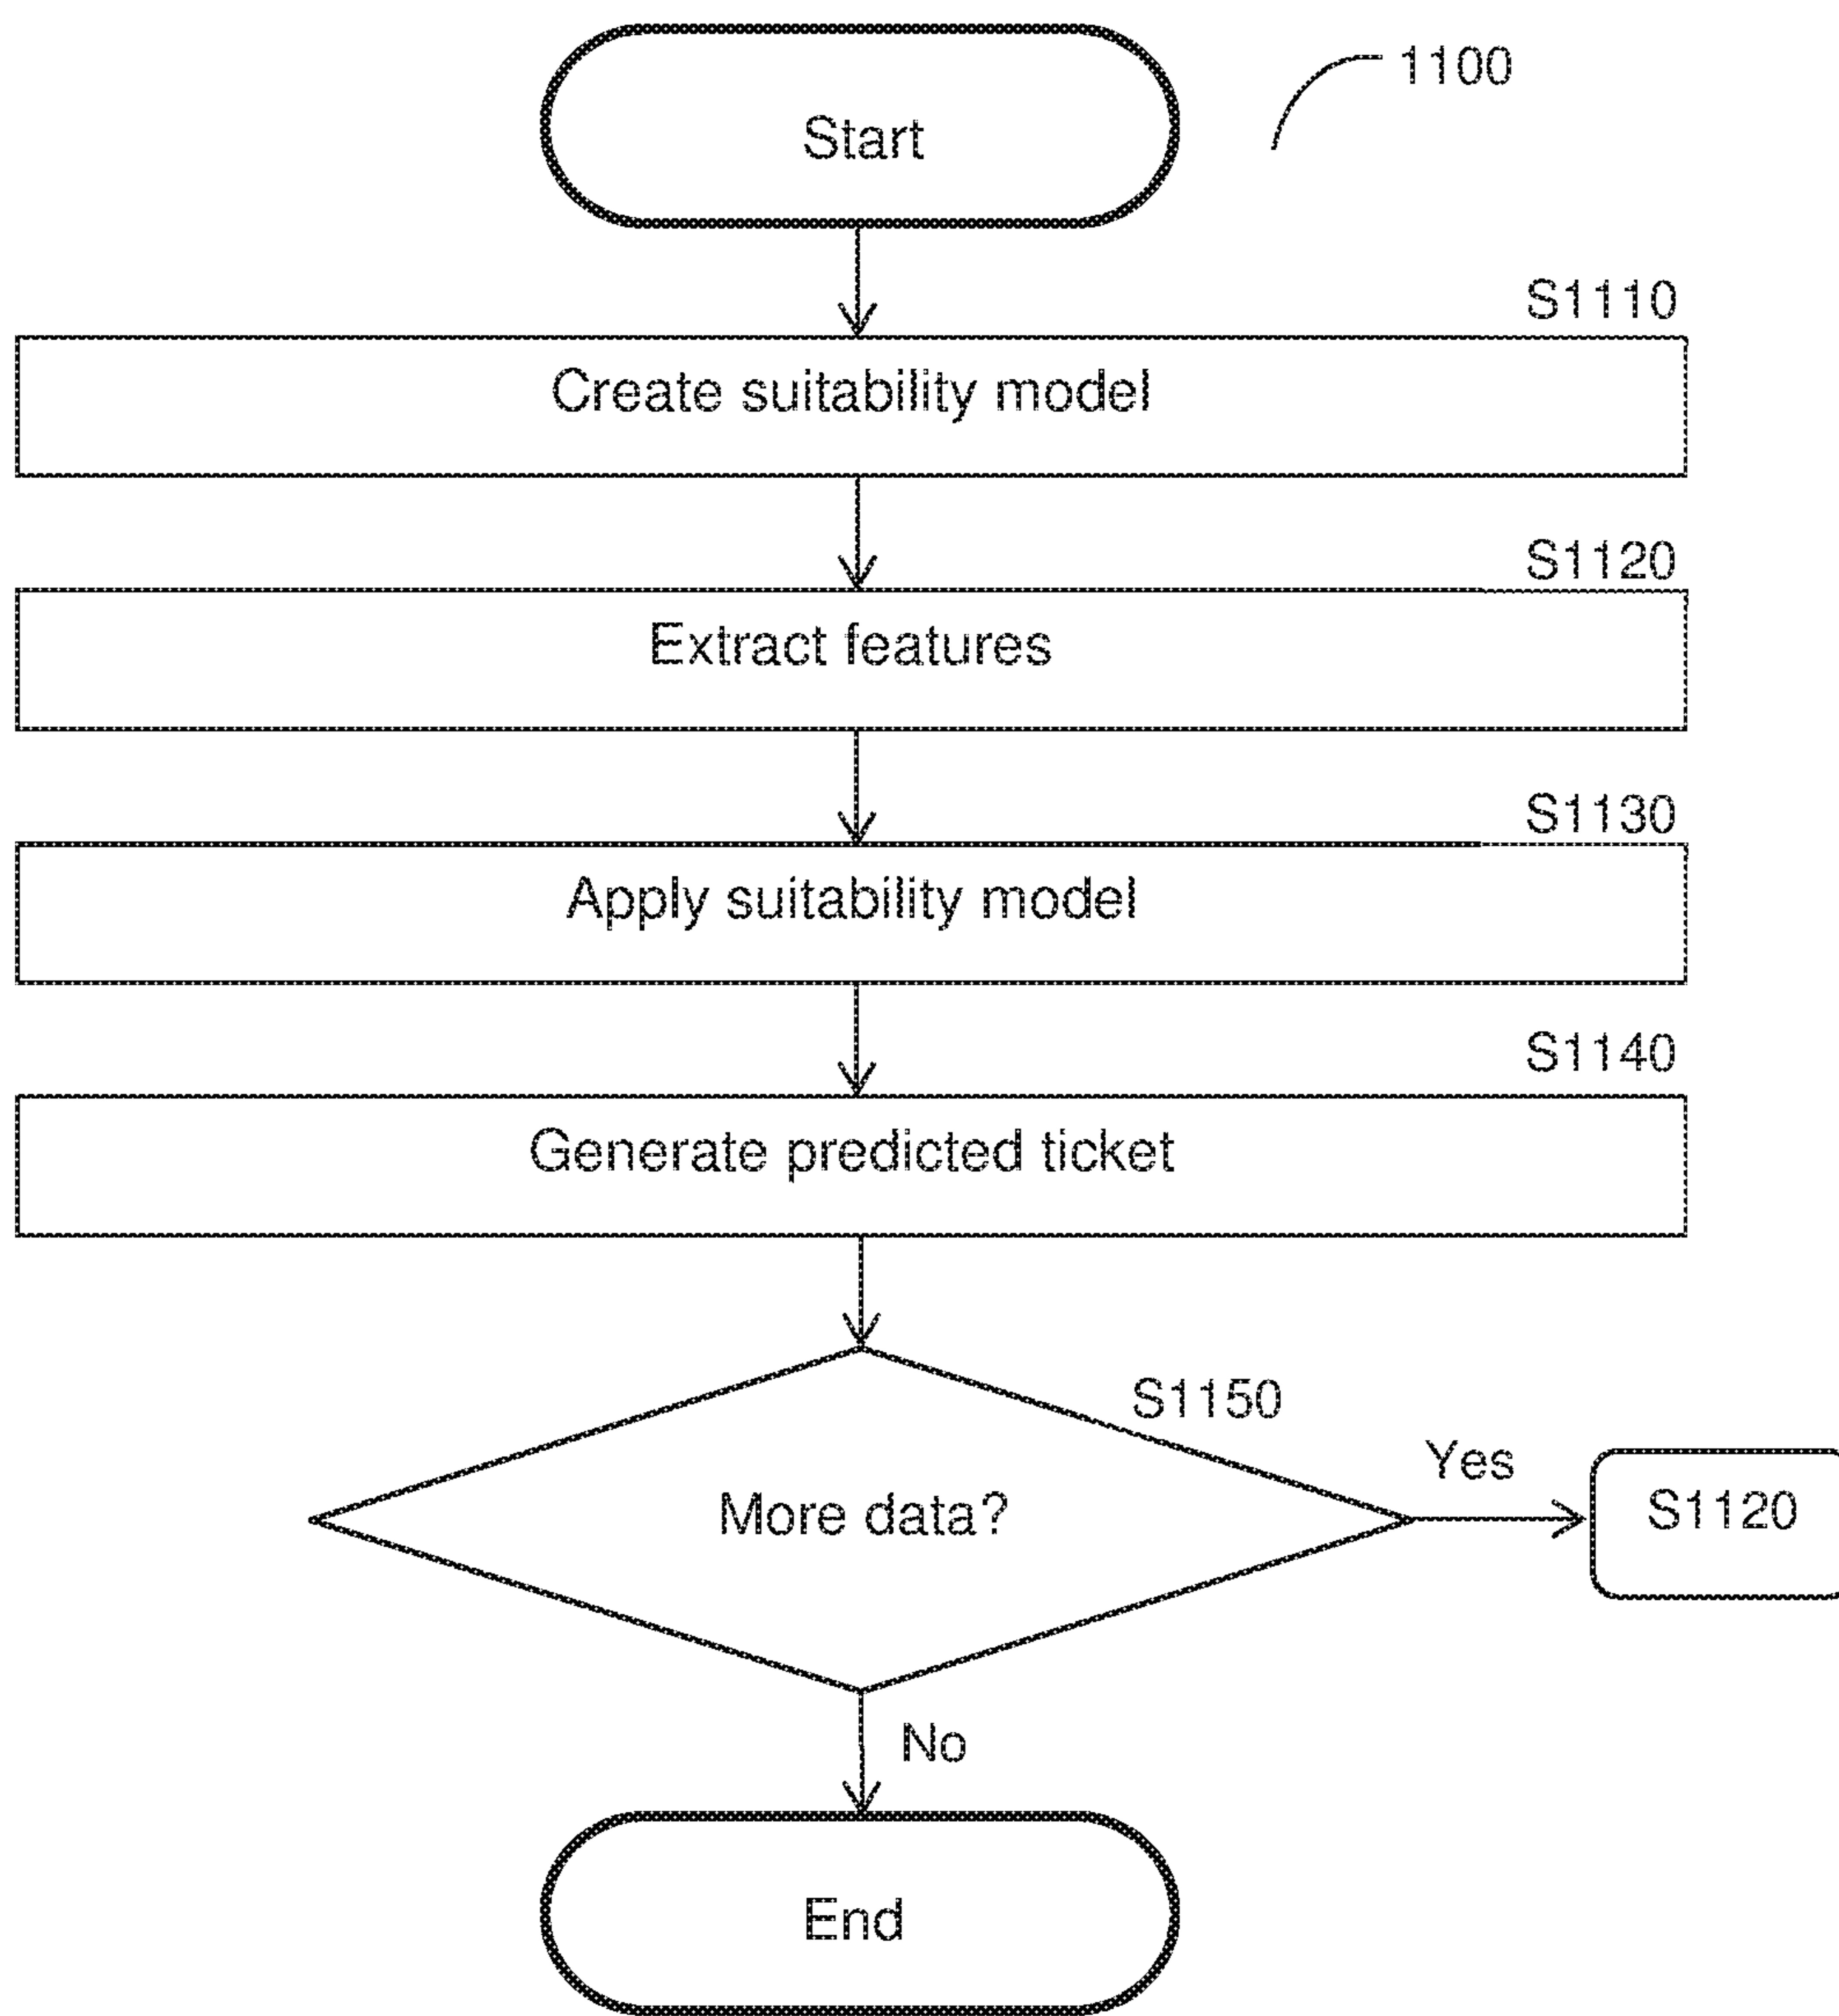 Start
1100
S1110
Create suitability model
S1120
Extract features
S1130
Apply suitability model
S1140
Generate predicted ticket
S1150
More data?
Yes
S1120
No
End